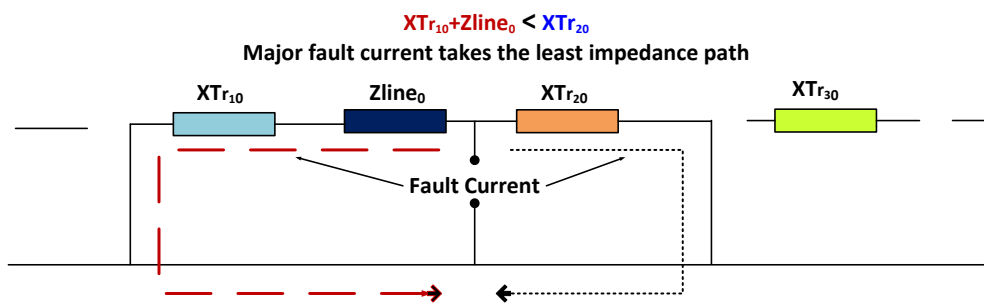 XTr₁₀+Zline₀ < XTr₂₀
Major fault current takes the least impedance path
XTr₁₀
Zline₀
XTr₂₀
XTr₃₀
Fault Current